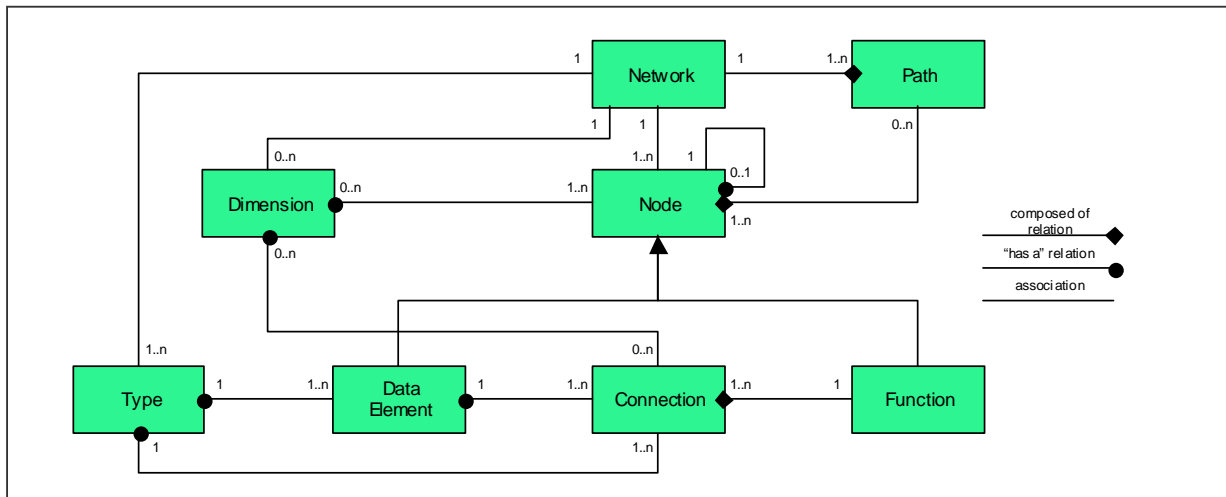 1
Network
1
1..n
Path
1
1
0..n
0..n
1..n
1
0..1
Dimension
0..n
1..n
Node
1..n
0..n
composed of
relation
"has a" relation
association
1..n
0..n
Type
1
1..n
Data
Element
1
1..n
Connection
1..n
1
Function
1
1..n